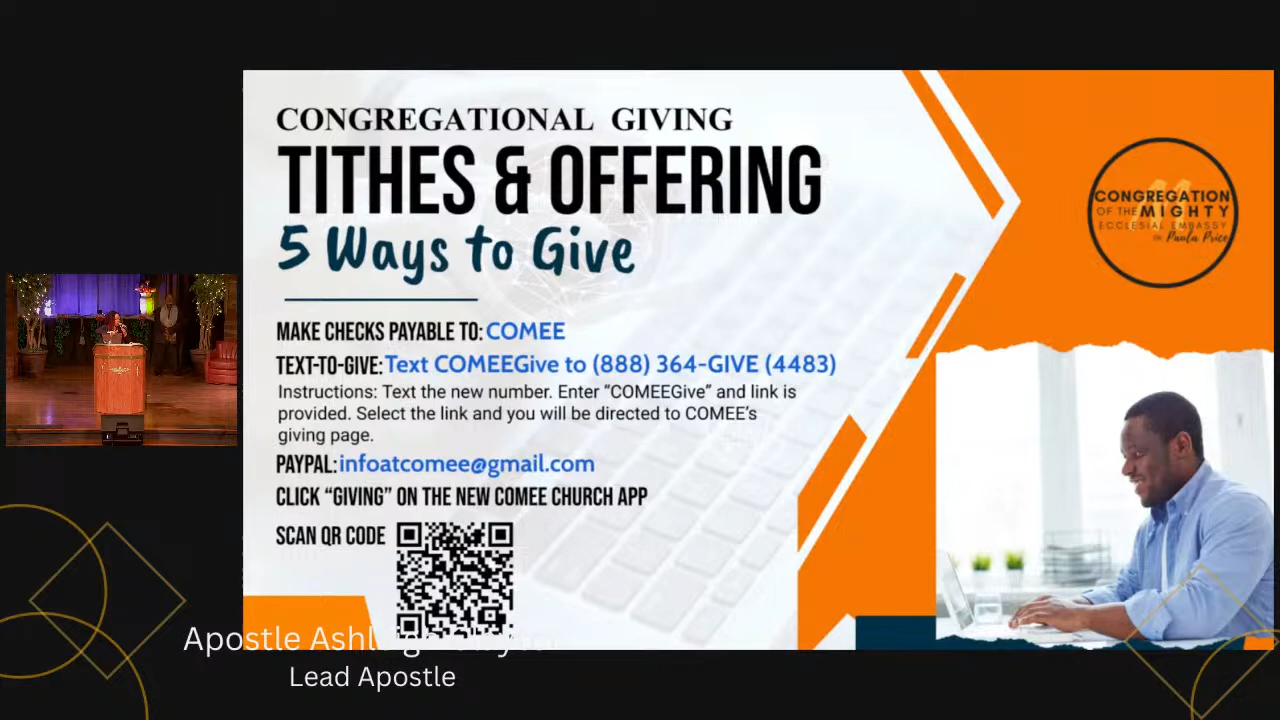 CONGREGATIONAL GIVING
TITHES & OFFERING
5 Ways to Give
MAKE CHECKS PAYABLE TO: COMEE
TEXT-TO-GIVE: Text COMEEGive to (888) 364-GIVE (4483)
Instructions: Text the new number. Enter “COMEEGive” and link is
provided. Select the link and you will be directed to COMEE’s
giving page.
PAYPAL: infoatcomee@gmail.com
CLICK “GIVING” ON THE NEW COMEE CHURCH APP
SCAN QR CODE
CONGREGATION
OF THE MIGHTY
ECCLESIAL EMBASSY
DR. Paula Price
Apostle Ashleigh
Lead Apostle